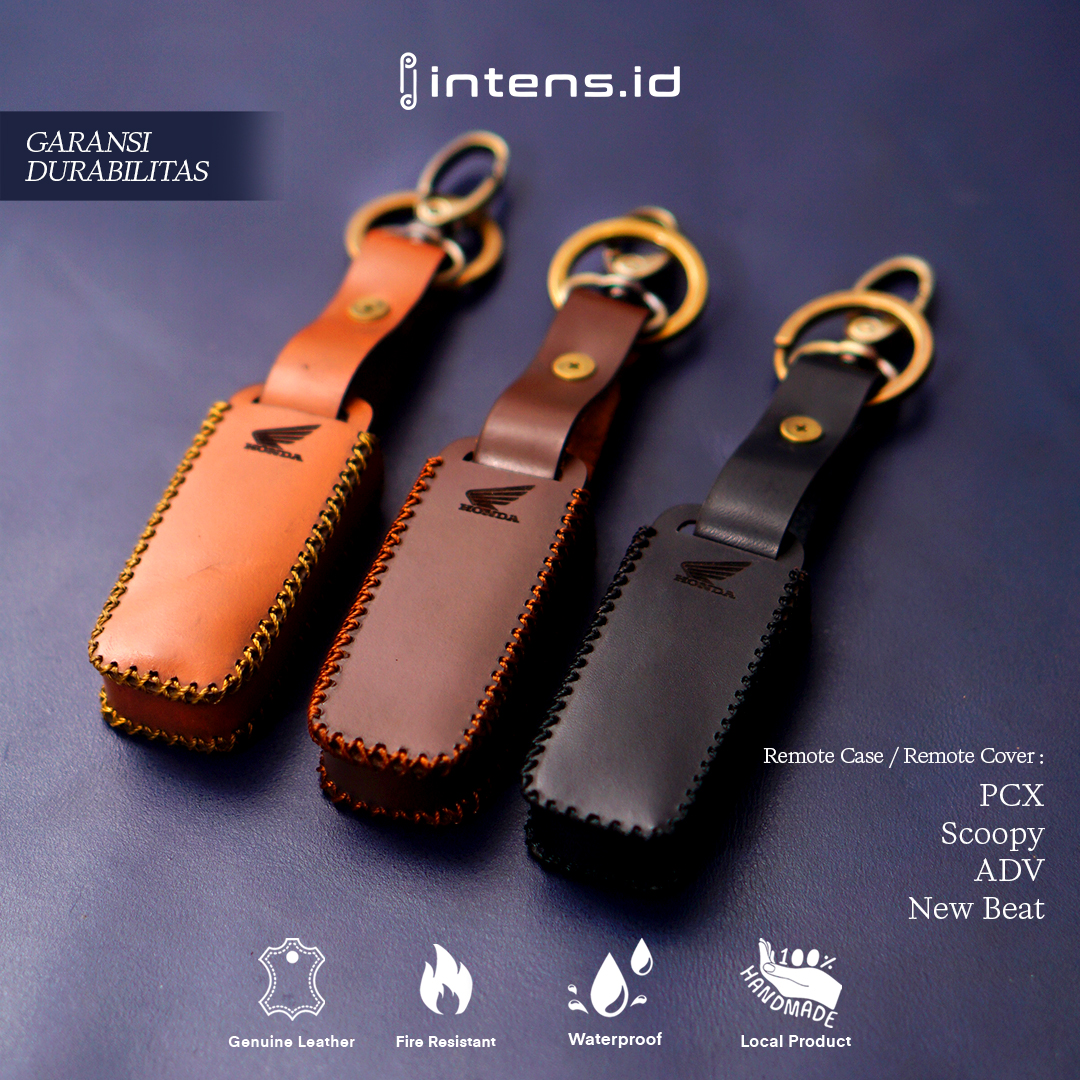 intens.id
GARANSI
DURABILITAS
HONDA
HONDA
HONDA
Remote Case / Remote Cover :
PCX
Scoopy
ADV
New Beat
100%
HANDMADE
Genuine Leather
Fire Resistant
Waterproof
Local Product